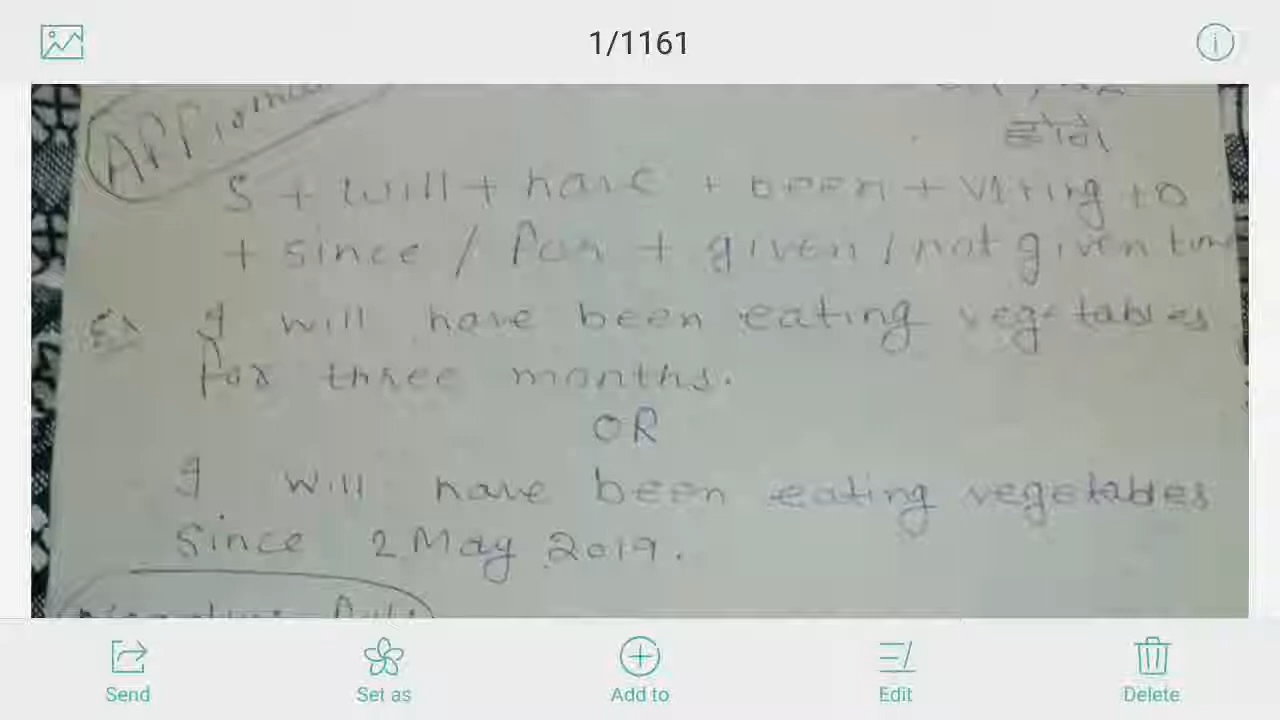 1/1161
S + Will + have + been + V1+ing + O
+ since / for + given / not given time
Ex I will have been eating vegetables
for three months.
OR
I will have been eating vegetables
Since 2 May 2019.
Send
Set as
Add to
Edit
Delete